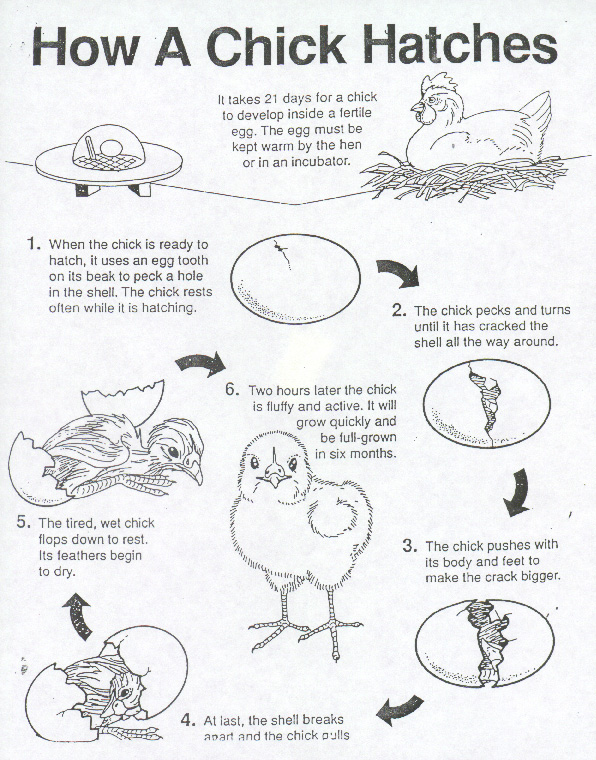 How A Chick Hatches
It takes 21 days for a chick
to develop inside a fertile
egg. The egg must be
kept warm by the hen
or in an incubator.
1. When the chick is ready to
hatch, it uses an egg tooth
on its beak to peck a hole
in the shell. The chick rests
often while it is hatching.
2. The chick pecks and turns
until it has cracked the
shell all the way around.
3. The chick pushes with
its body and feet to
make the crack bigger.
4. At last, the shell breaks
apart and the chick pulls
5. The tired, wet chick
flops down to rest.
Its feathers begin
to dry.
6. Two hours later the chick
is fluffy and active. It will
grow quickly and
be full-grown
in six months.